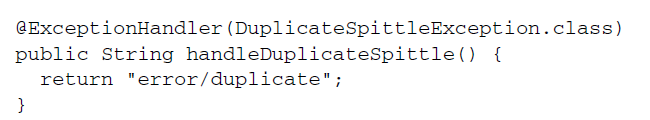 @ExceptionHandler(DuplicateSpittleException.class)
public String handleDuplicateSpittle() {
  return "error/duplicate";
}